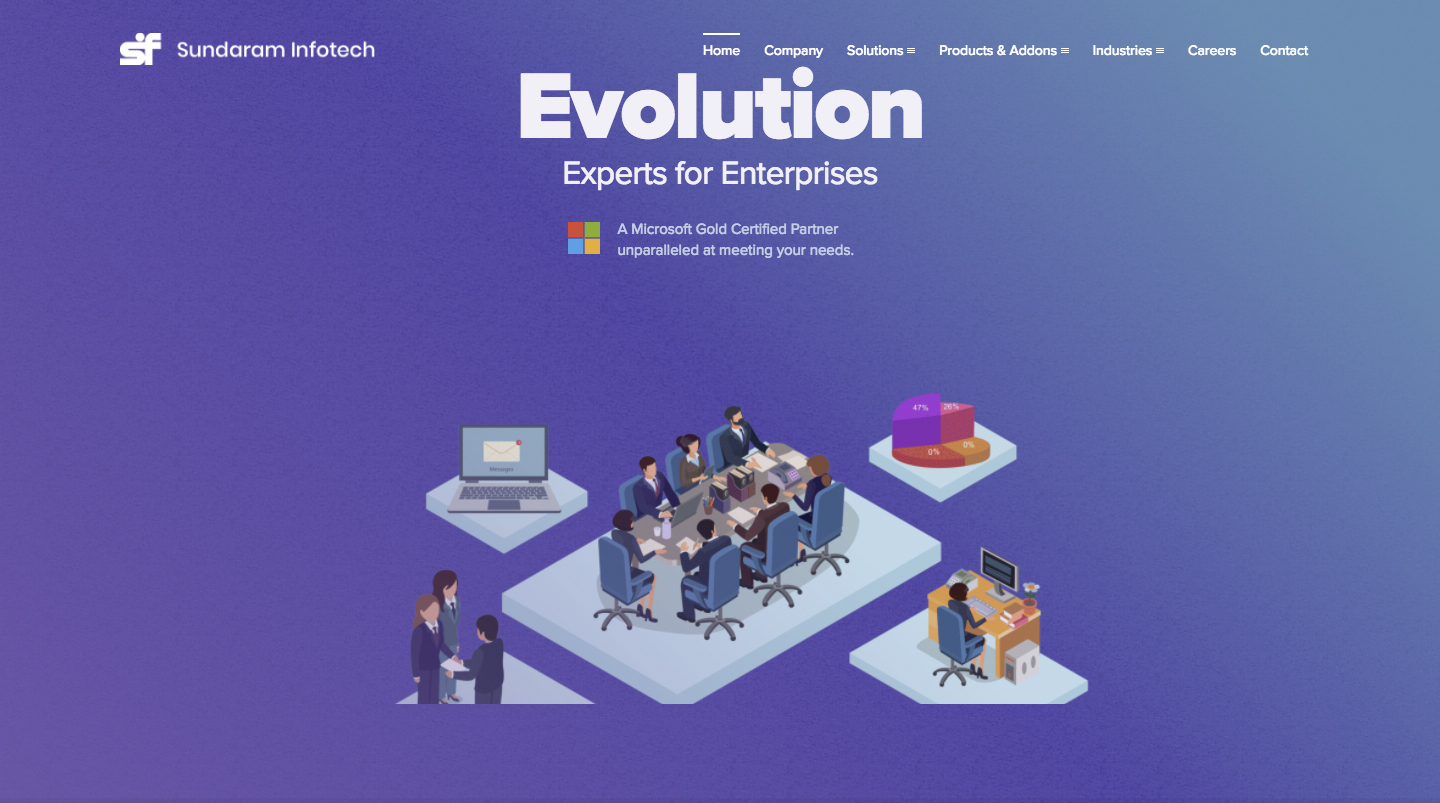 sf Sundaram Infotech
Home Company Solutions Products & Addons Industries Careers Contact
Evolution
Experts for Enterprises
A Microsoft Gold Certified Partner
unparalleled at meeting your needs.
47% 26%
0% 0%
Messages